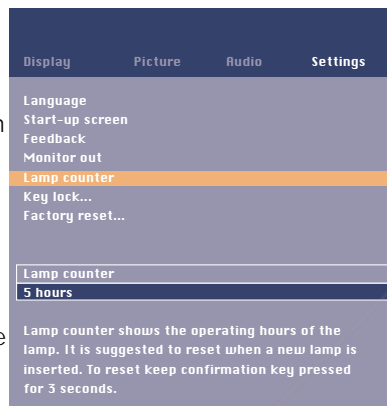 Display Picture Audio Settings
Language
Start-up screen
Feedback
Monitor out
Lamp counter
Key lock...
Factory reset...
Lamp counter
5 hours
Lamp counter shows the operating hours of the
lamp. It is suggested to reset when a new lamp is
inserted. To reset keep confirmation key pressed
for 3 seconds.